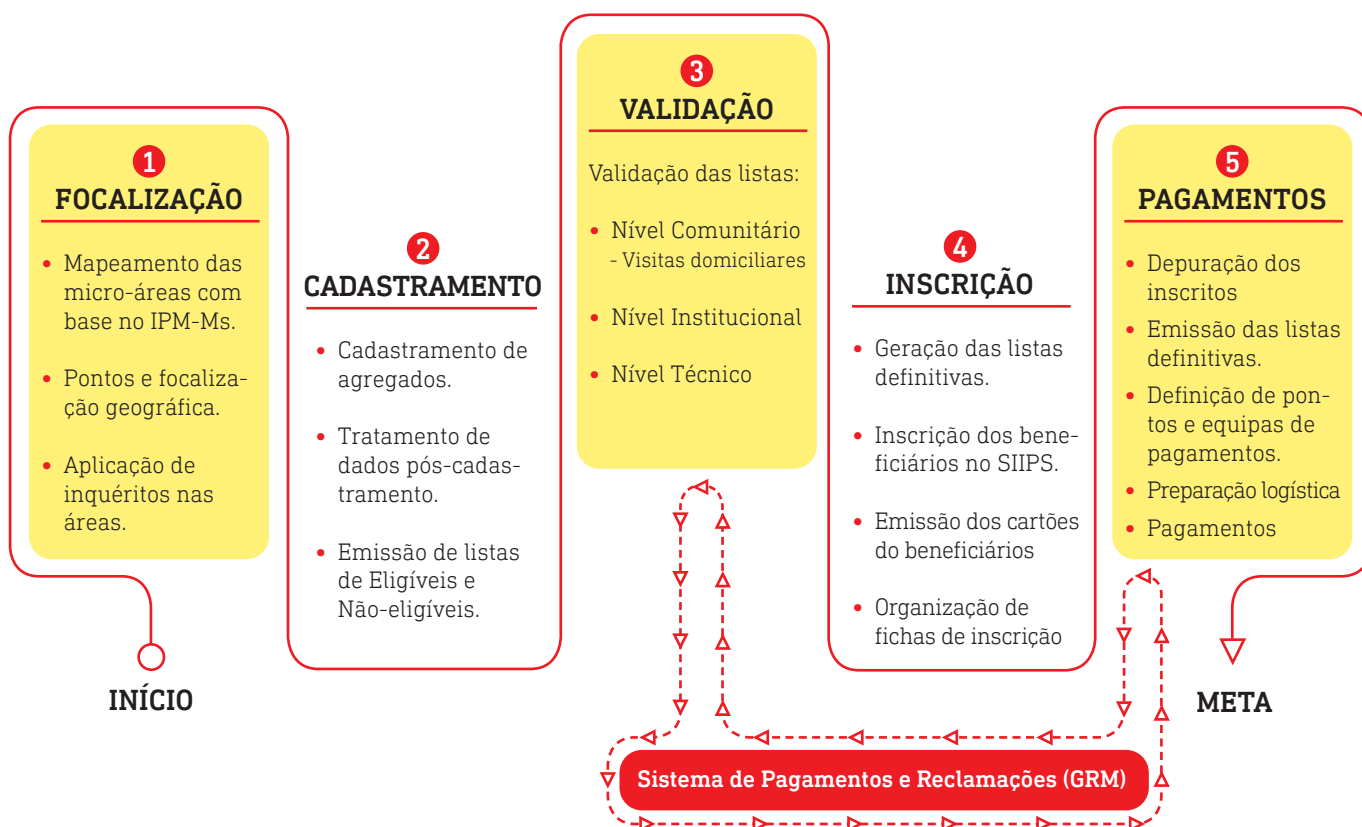 1
FOCALIZAÇÃO
• Mapeamento das
micro-áreas com
base no IPM-Ms.
• Pontos e focaliza-
ção geográfica.
• Aplicação de
inquéritos nas
áreas.
INÍCIO
2
CADASTRAMENTO
• Cadastramento de
agregados.
• Tratamento de
dados pós-cadas-
tramento.
• Emissão de listas
de Eligíveis e
Não-eligíveis.
3
VALIDAÇÃO
Validação das listas:
• Nível Comunitário
- Visitas domiciliares
• Nível Institucional
• Nível Técnico
4
INSCRIÇÃO
• Geração das listas
definitivas.
• Inscrição dos bene-
ficiários no SIIPS.
• Emissão dos cartões
do beneficiários
• Organização de
fichas de inscrição
5
PAGAMENTOS
• Depuração dos
inscritos
• Emissão das listas
definitivas.
• Definição de pon-
tos e equipas de
pagamentos.
• Preparação logística
• Pagamentos
META
Sistema de Pagamentos e Reclamações (GRM)